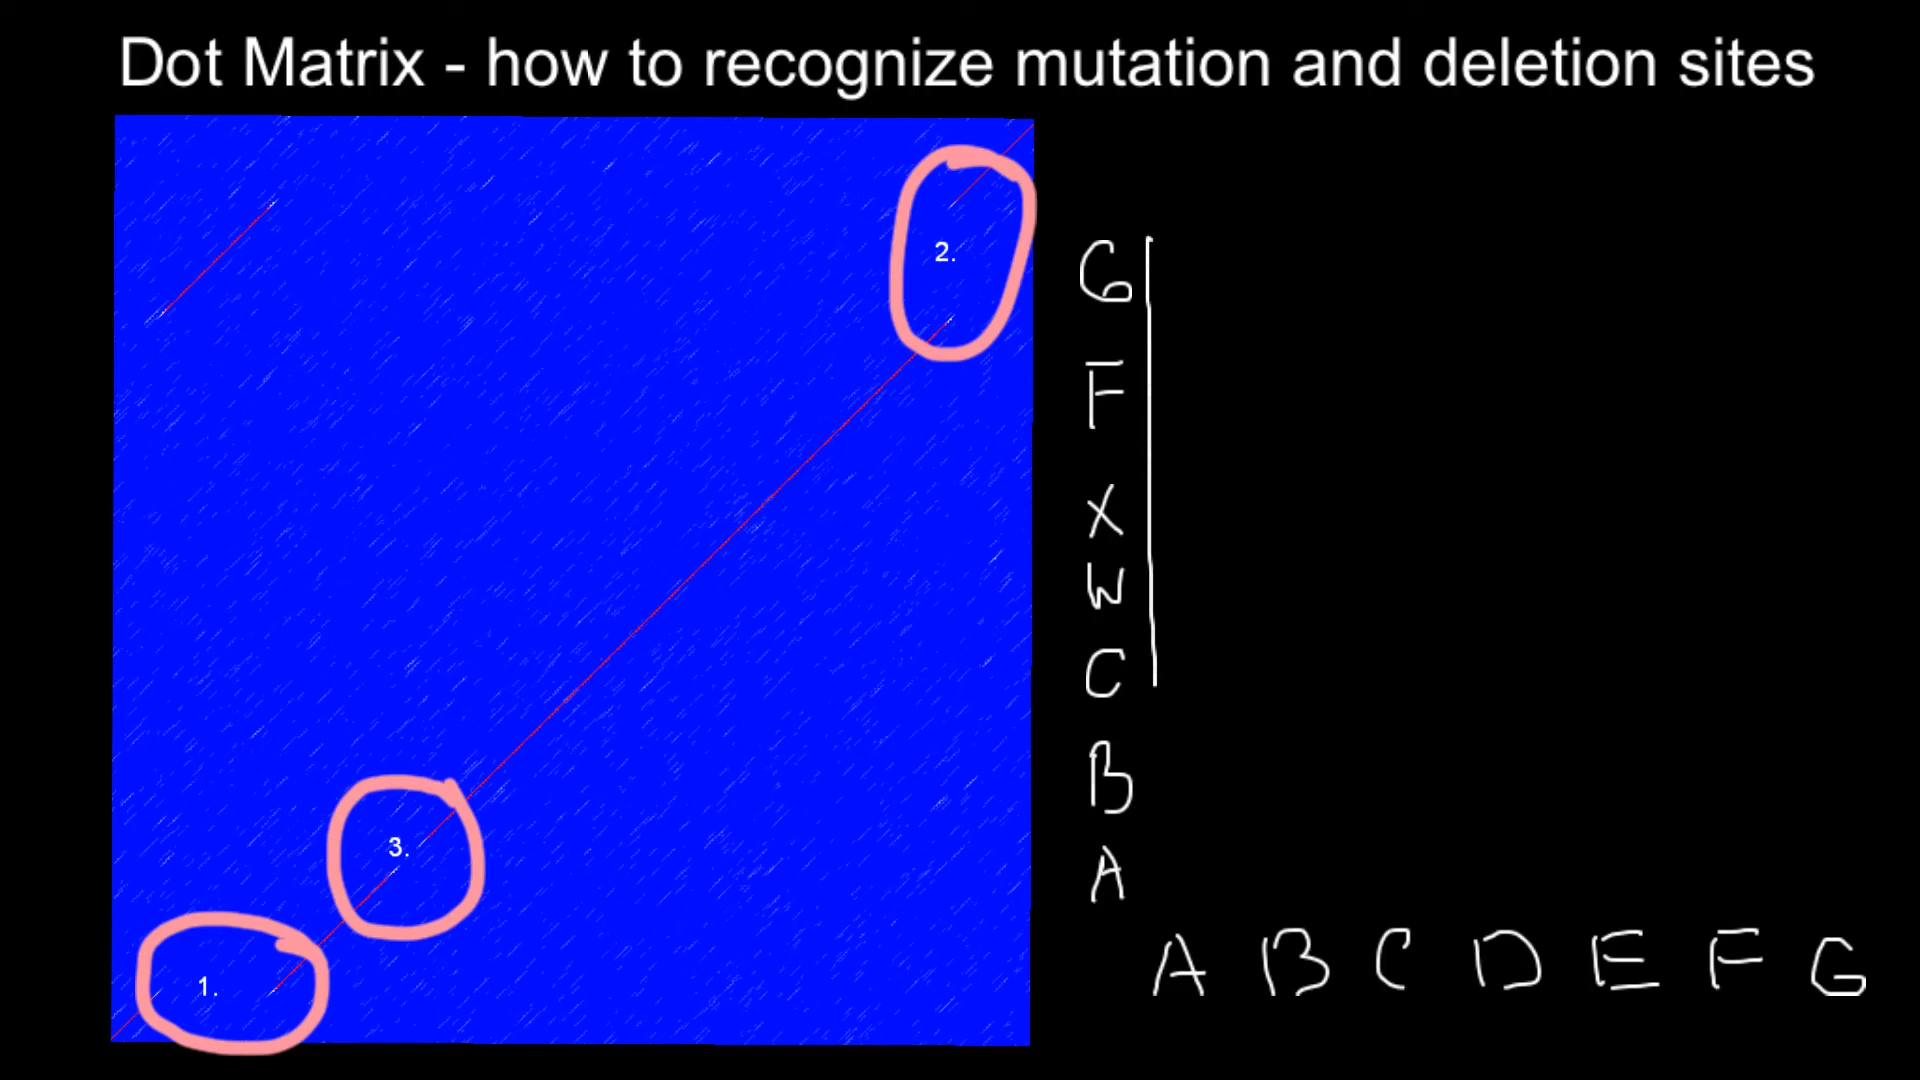 Dot Matrix - how to recognize mutation and deletion sites
2.
3.
1.
G
F
X
W
C
B
A
A B C D E F G